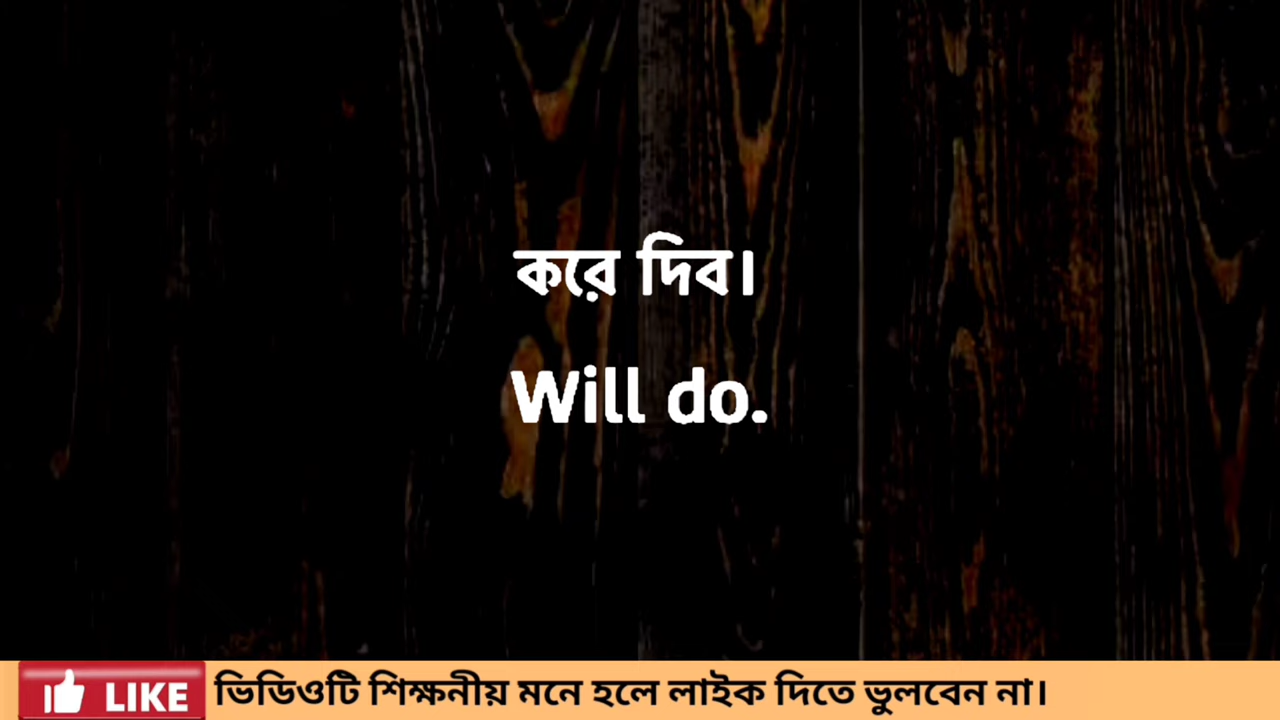 করে দিব।
Will do.
LIKE ভিডিওটি শিক্ষনীয় মনে হলে লাইক দিতে ভুলবেন না।